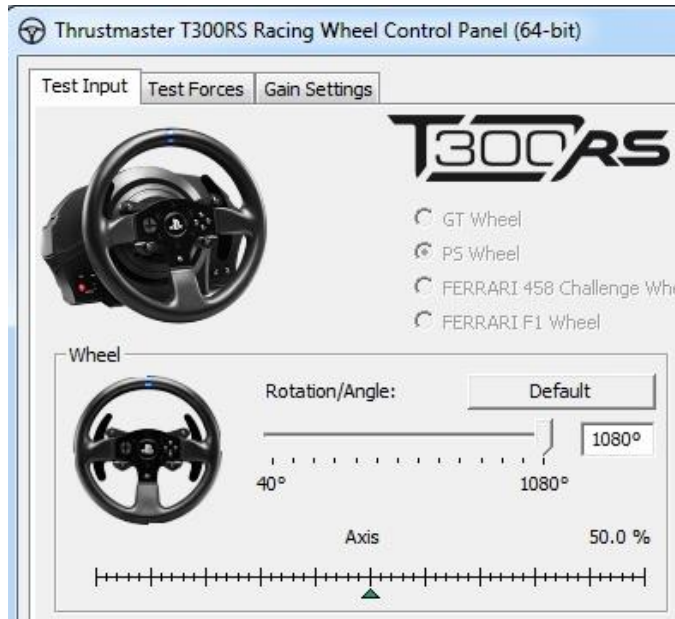 Thrustmaster T300RS Racing Wheel Control Panel (64-bit)
Test Input Test Forces Gain Settings
T300RS
GT Wheel
PS Wheel
FERRARI 458 Challenge Whe
FERRARI F1 Wheel
Wheel
Rotation/Angle: Default
1080°
40° 1080°
Axis 50.0 %